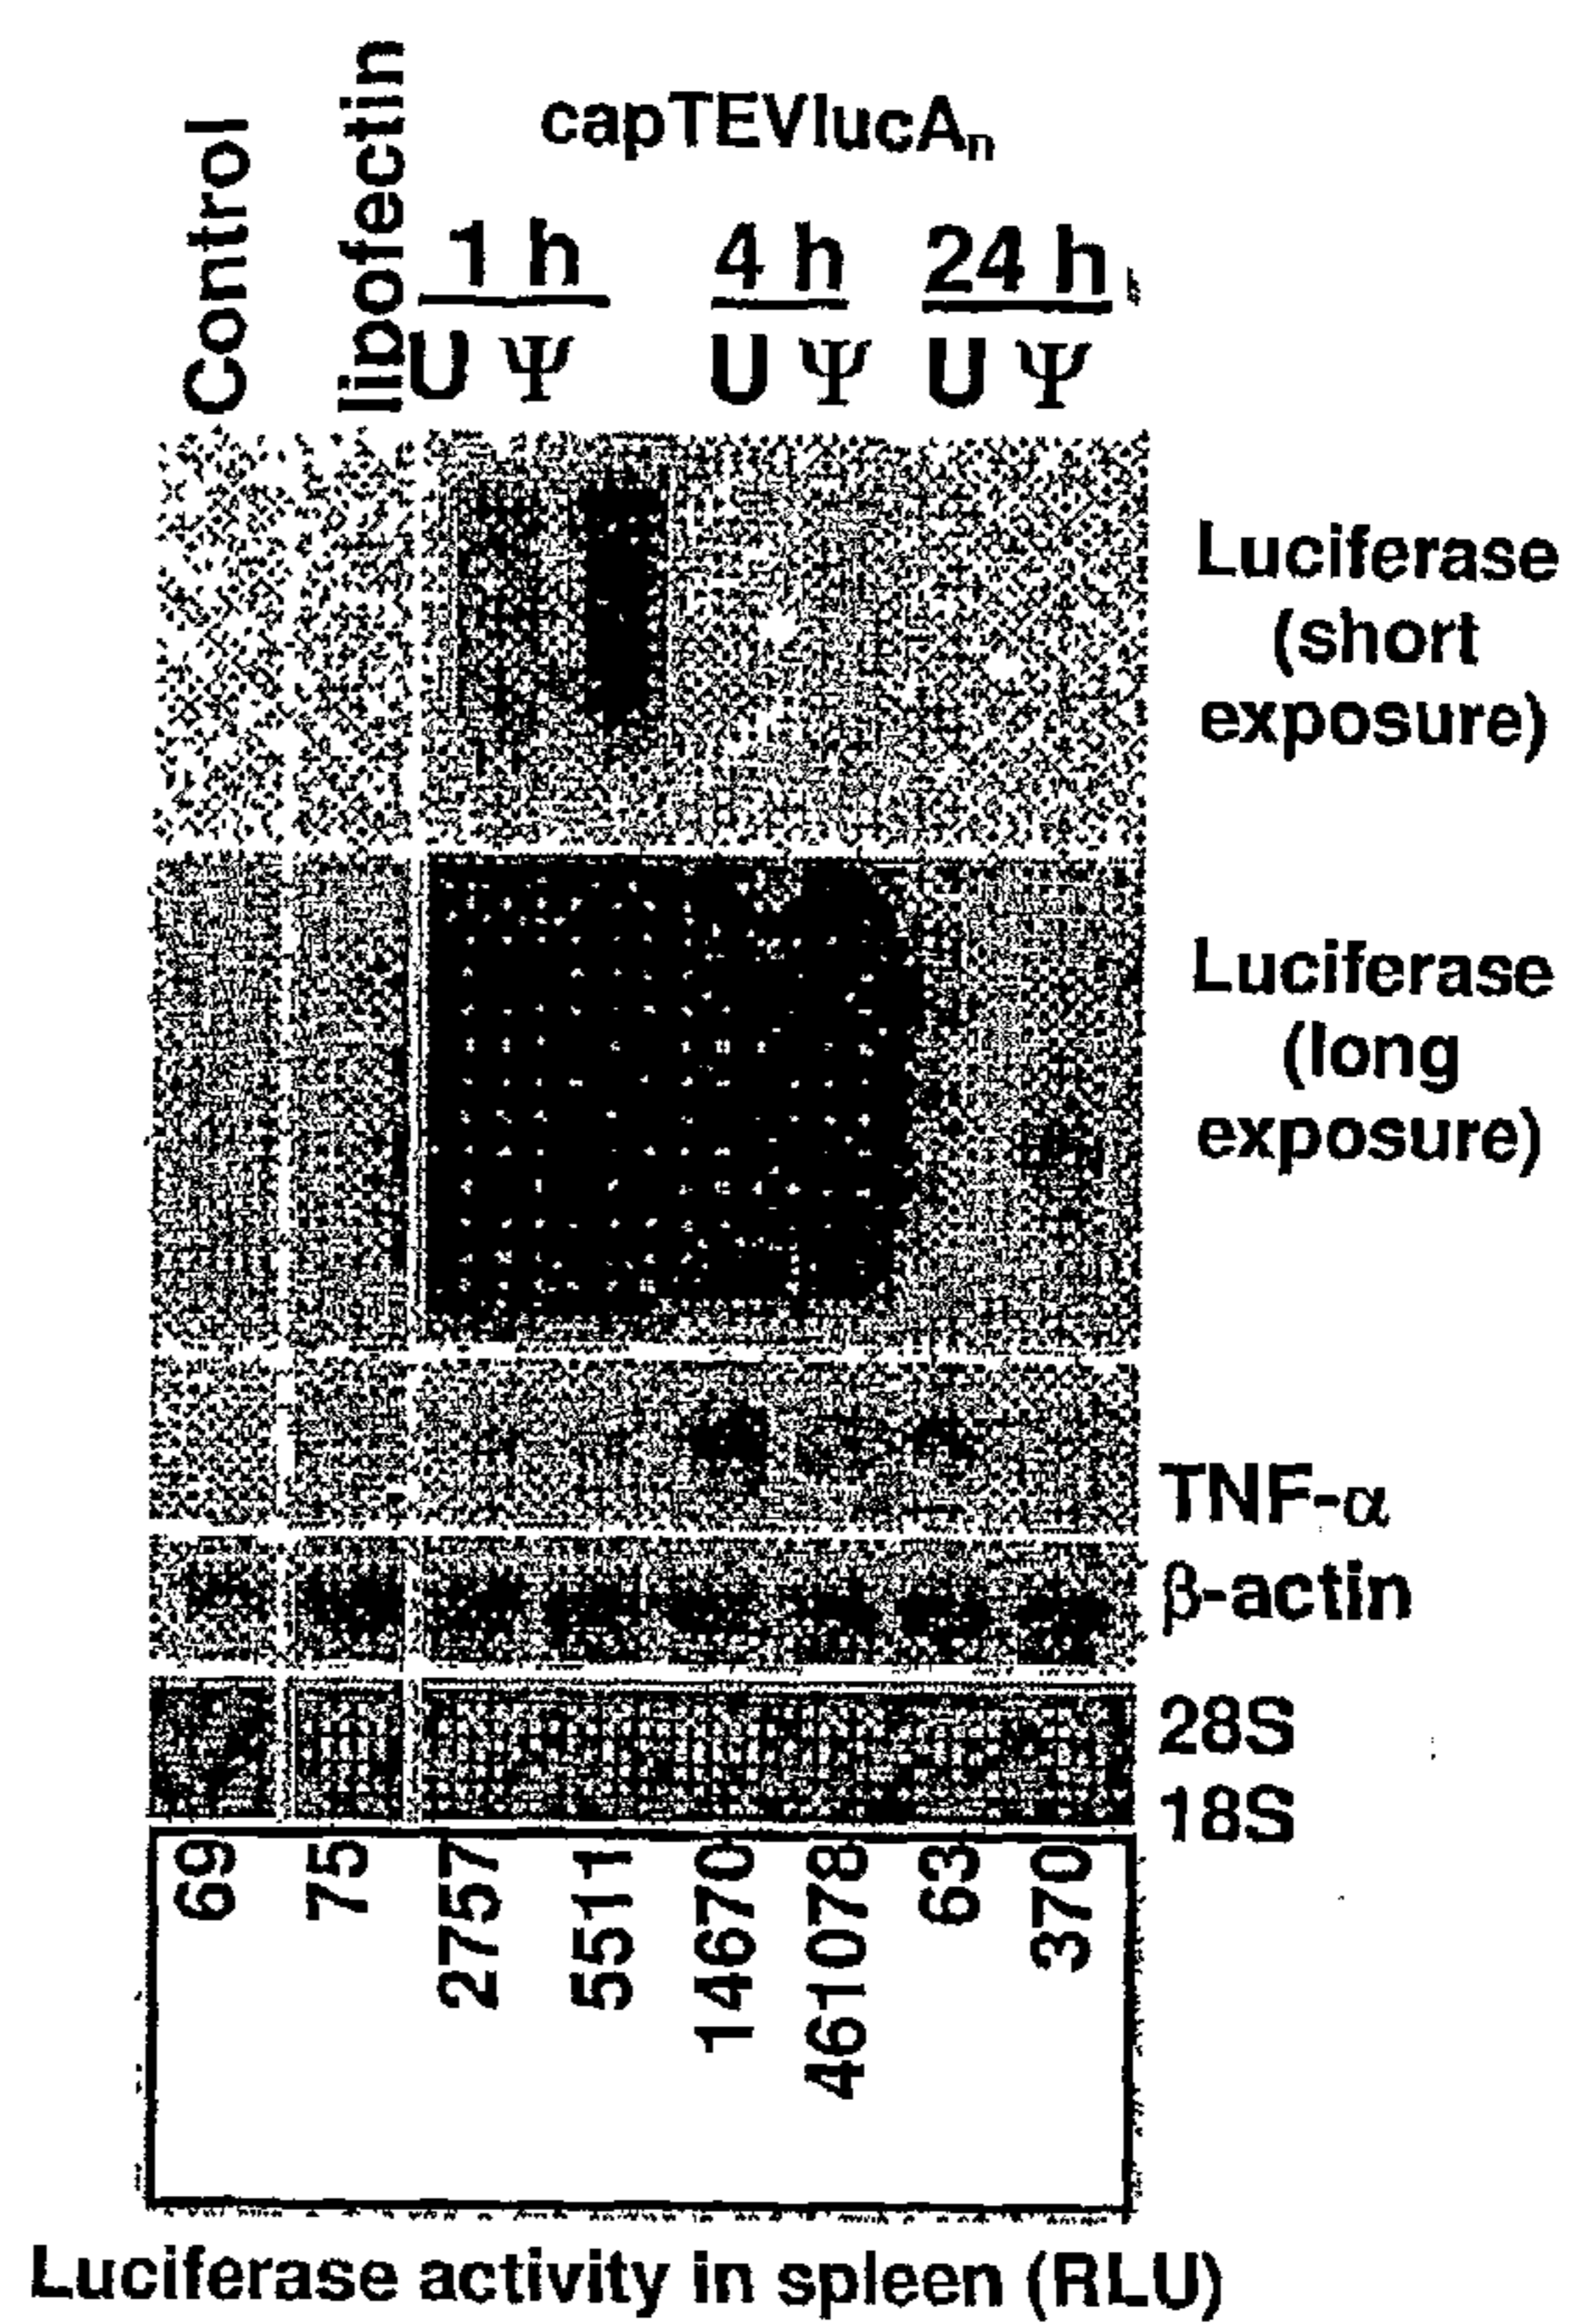 Control
lipofectin
capTEVlucAn
1 h
4 h
24 h
U Ψ
U Ψ
U Ψ
Luciferase
(short
exposure)
Luciferase
(long
exposure)
TNF-α
β-actin
28S
18S
69
75
2757
5511
14670
461078
63
370
Luciferase activity in spleen (RLU)